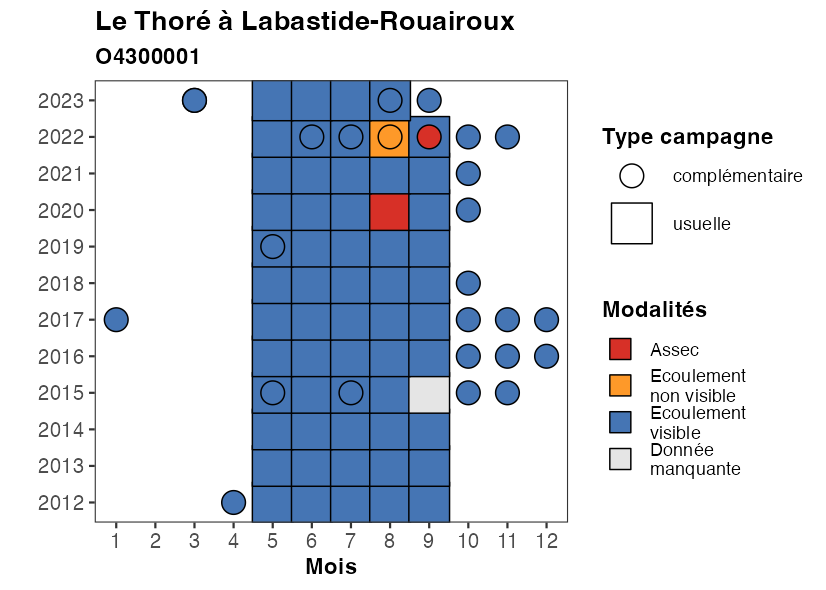 Le Thoré à Labastide-Rouairoux
O4300001
2023
2022
2021
2020
2019
2018
2017
2016
2015
2014
2013
2012
1 2 3 4 5 6 7 8 9 10 11 12
Mois
Type campagne
complémentaire
usuelle
Modalités
Assec
Ecoulement
non visible
Ecoulement
visible
Donnée
manquante